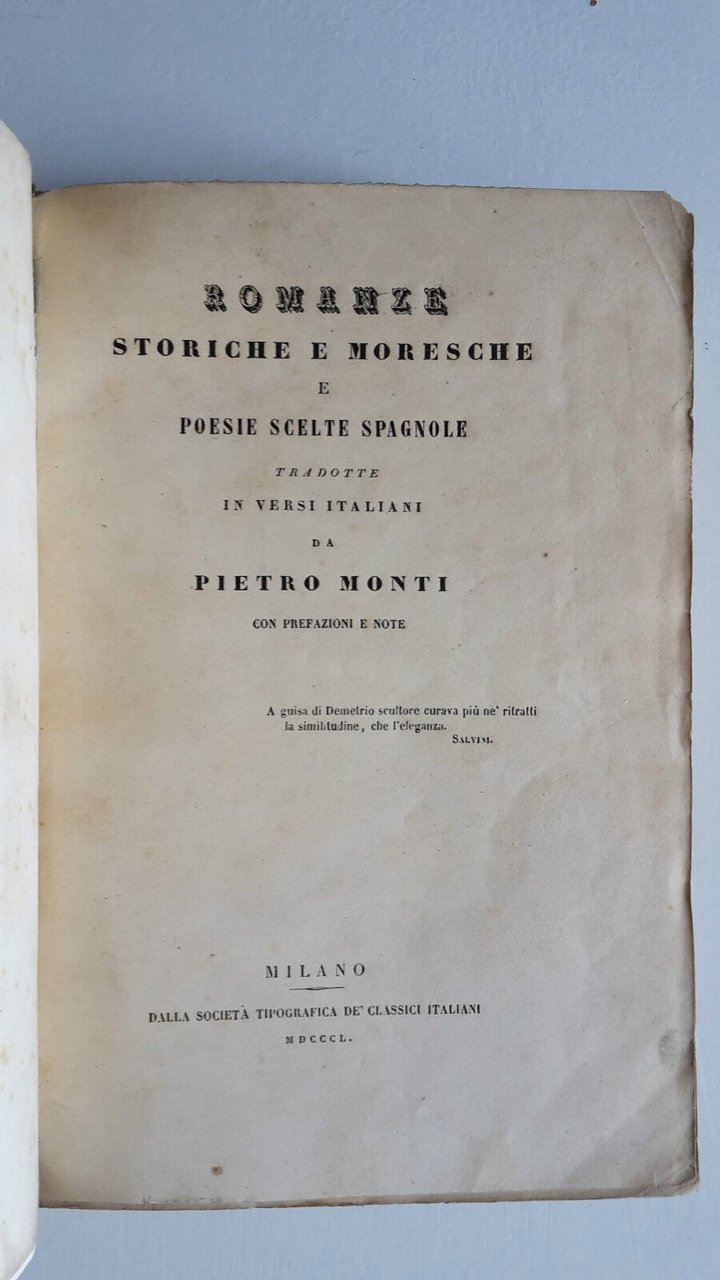 ROMANZE
STORICHE E MORESCHE
E
POESIE SCELTE SPAGNOLE
TRADOTTE
IN VERSI ITALIANI
DA
PIETRO MONTI
CON PREFAZIONI E NOTE
A guisa di Demetrio scultore curava più ne' ritratti
la similitudine, che l'eleganza.
SALVINI.
MILANO
DALLA SOCIETÀ TIPOGRAFICA DE' CLASSICI ITALIANI
MDCCCL.